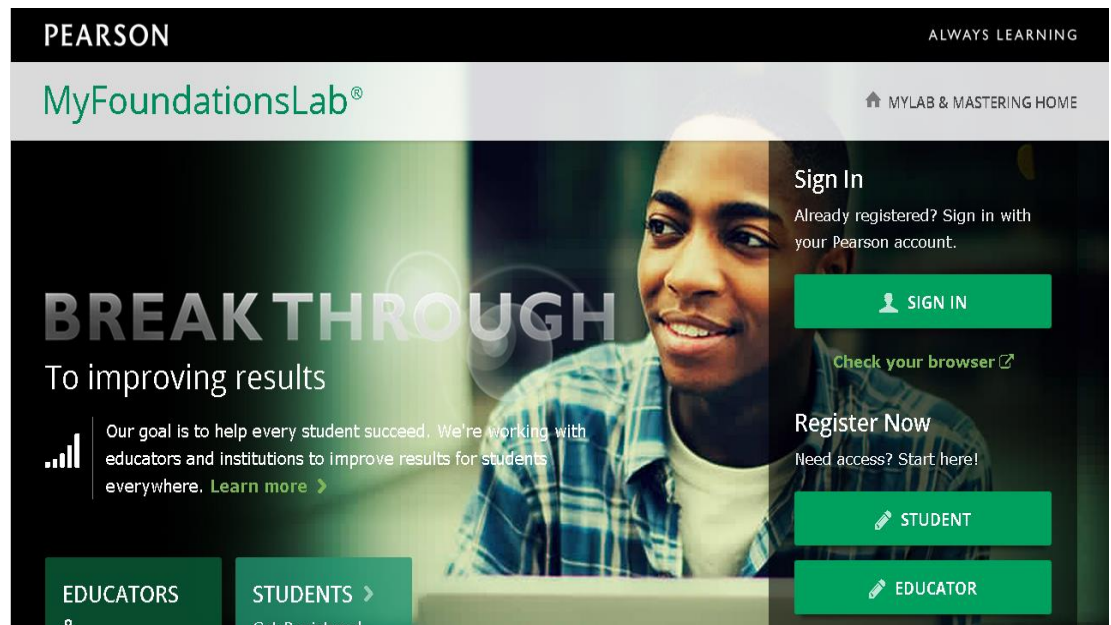 PEARSON
ALWAYS LEARNING
MyFoundationsLab®
MYLAB & MASTERING HOME
BREAKTHROUGH
To improving results
Our goal is to help every student succeed. We're working with
educators and institutions to improve results for students
everywhere. Learn more
EDUCATORS
STUDENTS
Sign In
Already registered? Sign in with
your Pearson account.
SIGN IN
Check your browser
Register Now
Need access? Start here!
STUDENT
EDUCATOR